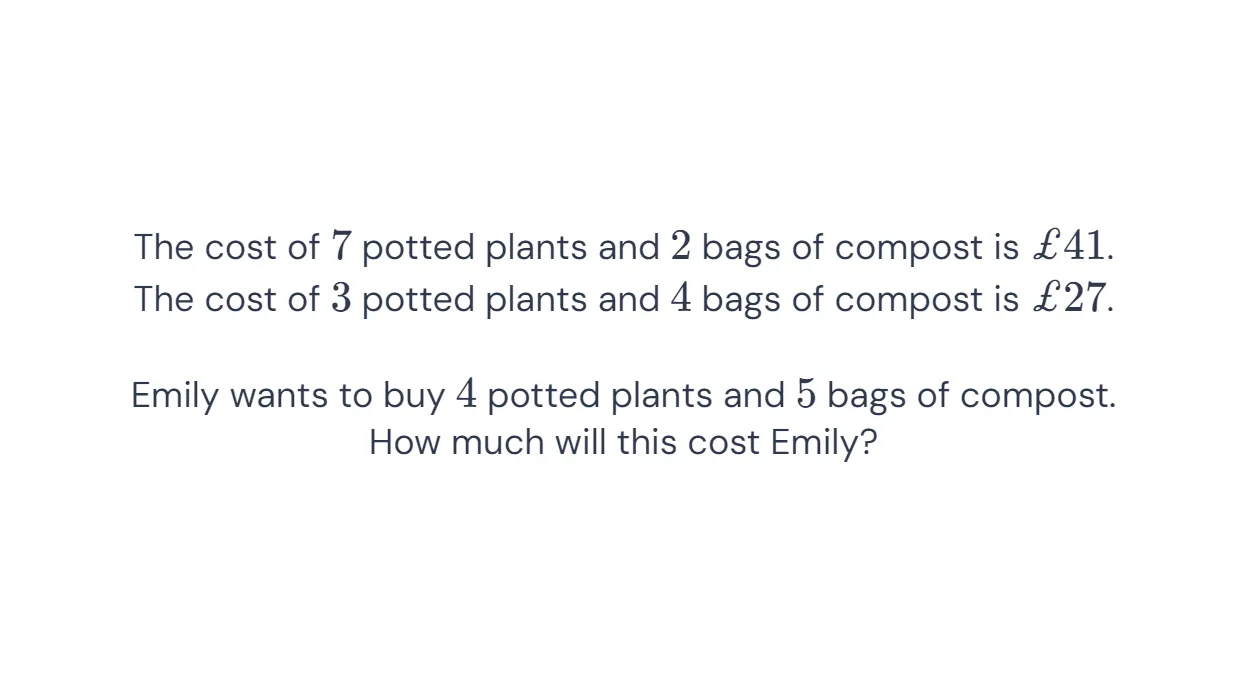 The cost of 7 potted plants and 2 bags of compost is £41.
The cost of 3 potted plants and 4 bags of compost is £27.
Emily wants to buy 4 potted plants and 5 bags of compost.
How much will this cost Emily?